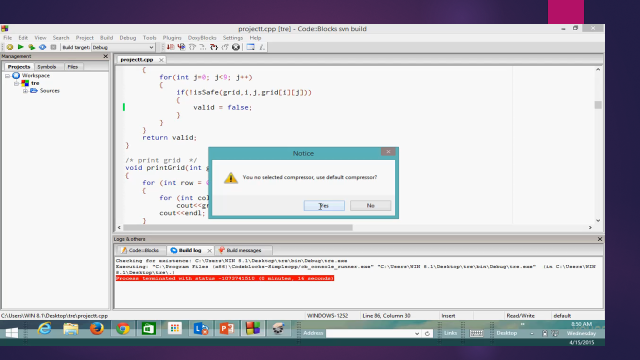 projectt.cpp [tre] - Code::Blocks svn build
File Edit View Search Project Build Debug Tools Plugins DoxyBlocks Settings Help
Build target: Debug
Management
projectt.cpp
Projects Symbols Files
Workspace
tre
Sources
{
for(int j=0; j<9; j++)
{
if(!isSafe(grid,i,j,grid[i][j]))
{
valid = false;
}
}
}
return valid;
}
/* print grid */
void printGrid(int g
{
for (int row =
{
for (int col
cout<<gr
cout<<endl;
}
Notice
You no selected compressor, use default compressor?
Yes
No
Logs & others
Code::Blocks
Build log
Build messages
Checking for existence: C:\Users\WIN 8.1\Desktop\tre\bin\Debug\tre.exe
Executing: "C:\Program Files (x86)\Codeblocks-Simplecpp/cb_console_runner.exe" "C:\Users\WIN 8.1\Desktop\tre\bin\Debug\tre.exe" (in C:\Users\WIN
8.1\Desktop\tre\.)
Process terminated with status -1073741510 (0 minutes, 16 seconds)
C:\Users\WIN 8.1\Desktop\tre\projectt.cpp
WINDOWS-1252
Line 86, Column 30
Insert
Read/Write
default
Address
Links
Desktop
8:50 AM
Wednesday
4/15/2015